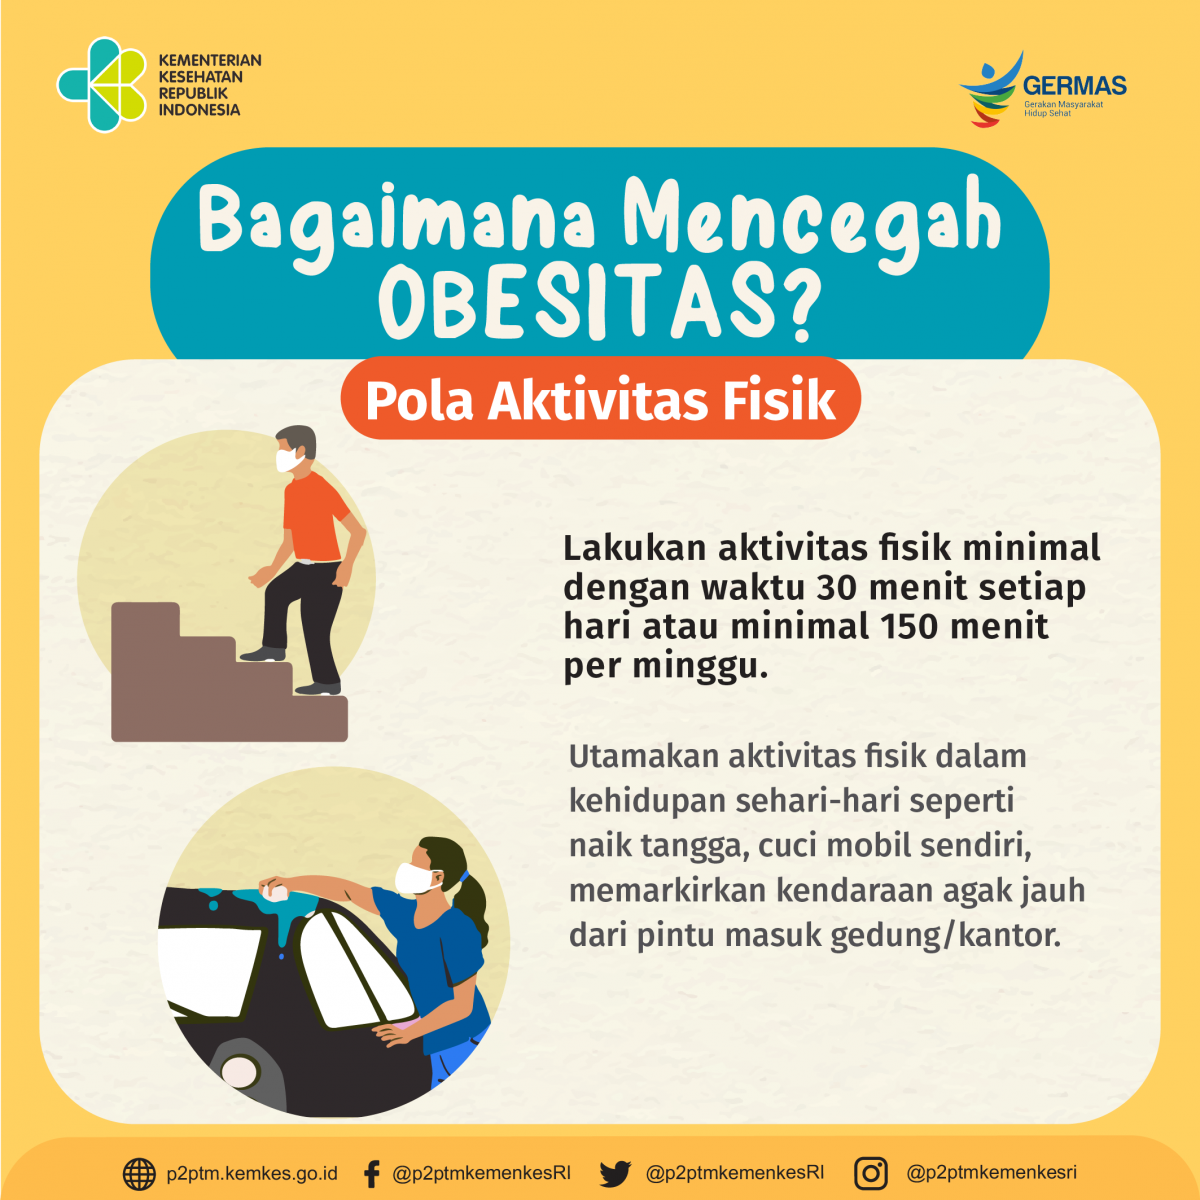 KEMENTERIAN
KESEHATAN
REPUBLIK
INDONESIA
GERMAS
Gerakan Masyarakat
Hidup Sehat
Bagaimana Mencegah
OBESITAS?
Pola Aktivitas Fisik
Lakukan aktivitas fisik minimal
dengan waktu 30 menit setiap
hari atau minimal 150 menit
per minggu.
Utamakan aktivitas fisik dalam
kehidupan sehari-hari seperti
naik tangga, cuci mobil sendiri,
memarkirkan kendaraan agak jauh
dari pintu masuk gedung/kantor.
p2ptm.kemkes.go.id @p2ptmkemenkesRI @p2ptmkemenkesRI @p2ptmkemenkesri